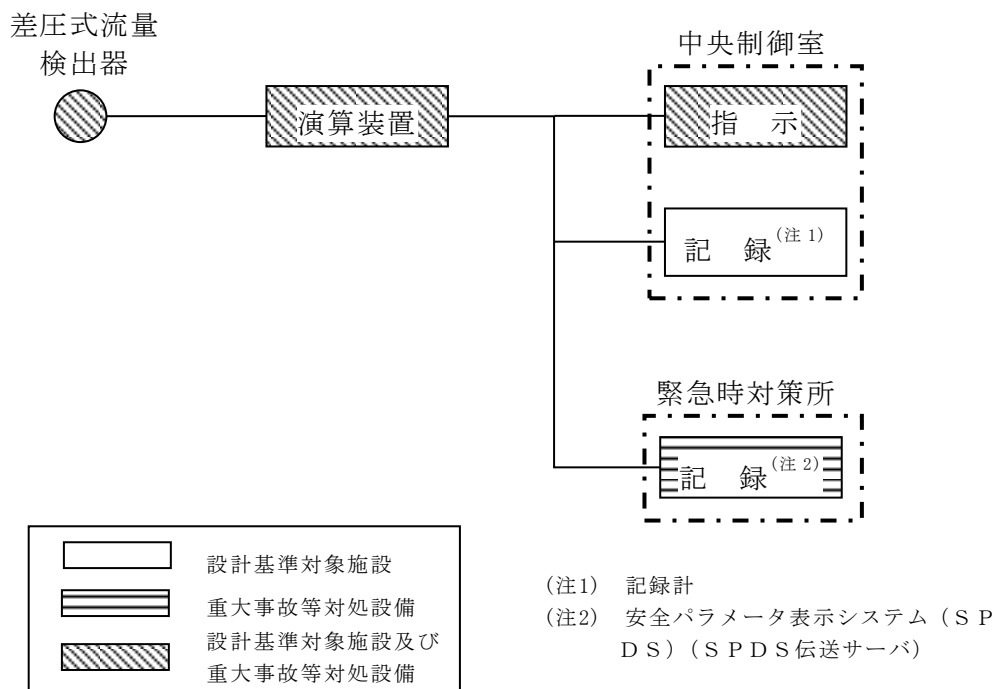 差圧式流量
検出器
演算装置
中央制御室
指　示
記　録(注1)
緊急時対策所
記　録(注2)
設計基準対象施設
重大事故等対処設備
設計基準対象施設及び
重大事故等対処設備
(注1)　記録計
(注2)　安全パラメータ表示システム（ＳＰ
ＤＳ）（ＳＰＤＳ伝送サーバ）